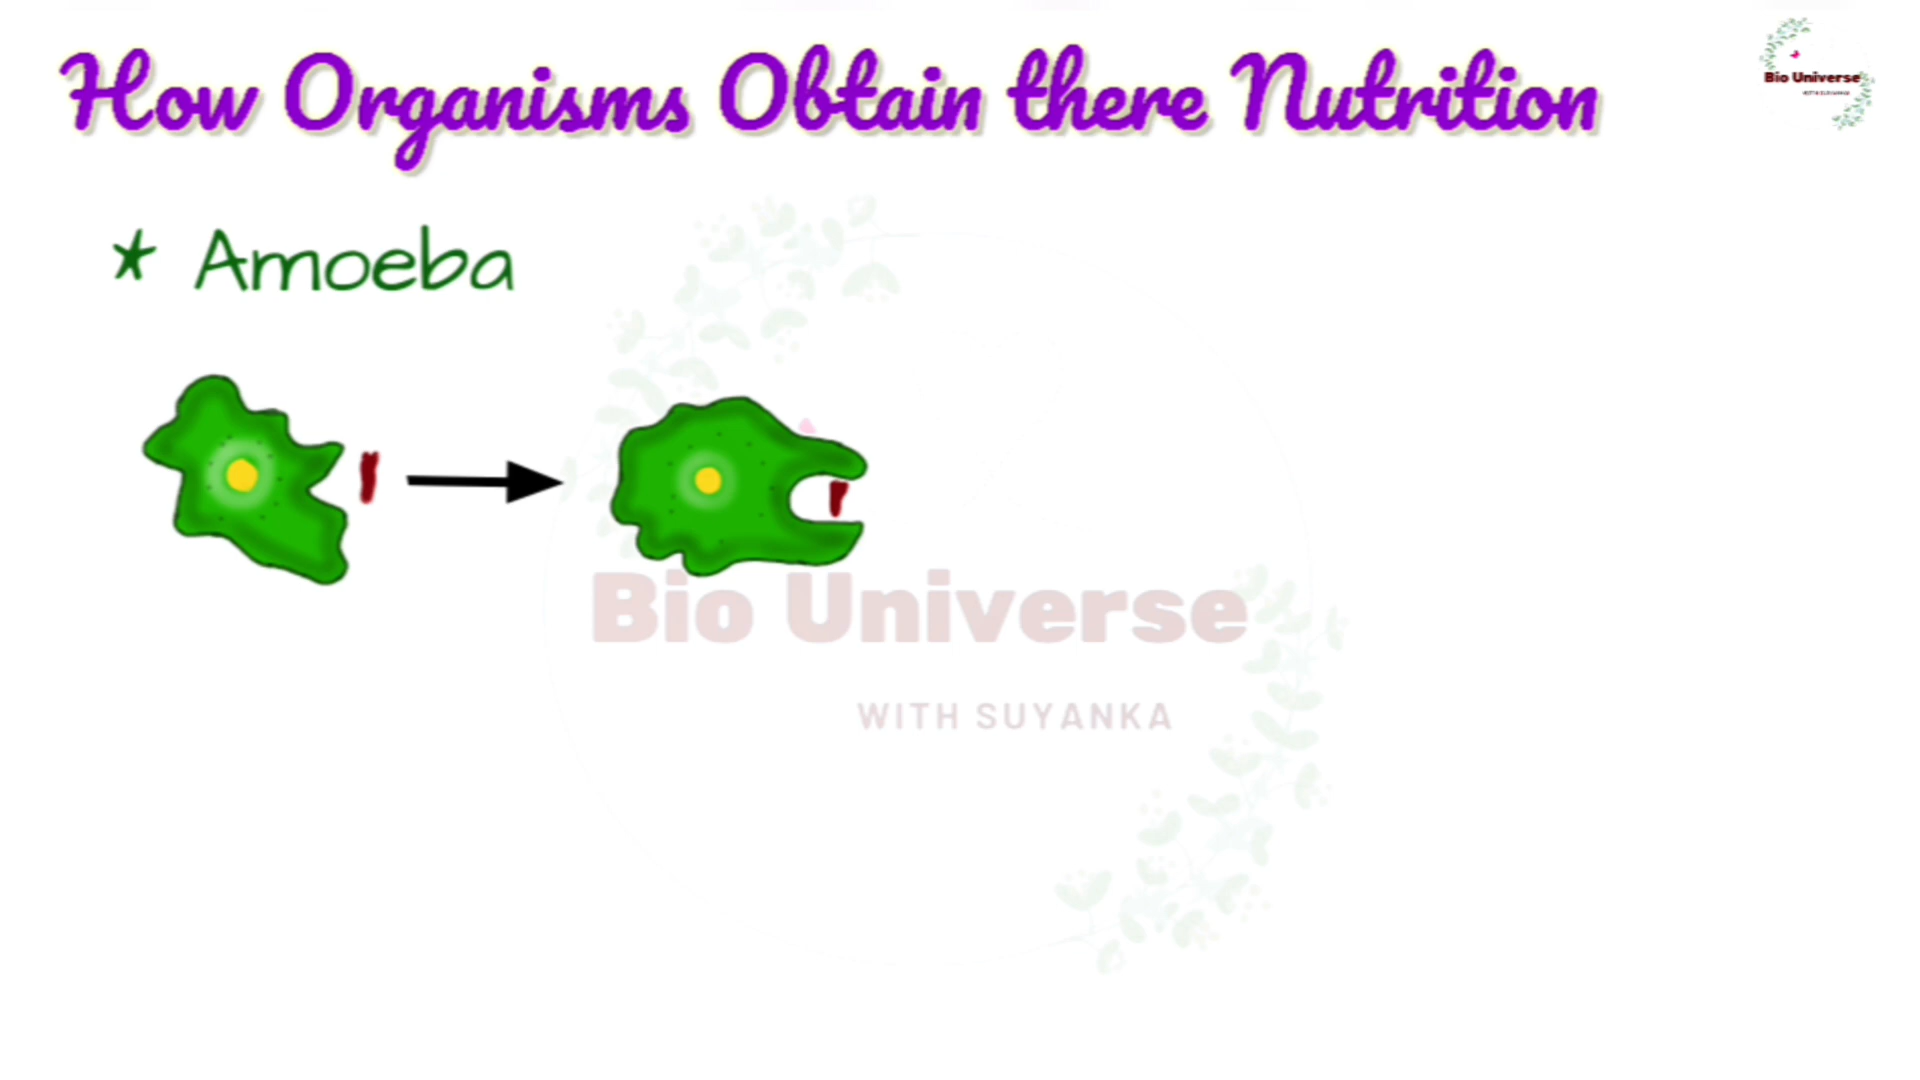 How Organisms Obtain there Nutrition
Bio Universe
* Amoeba
Bio Universe
WITH SUYANKA